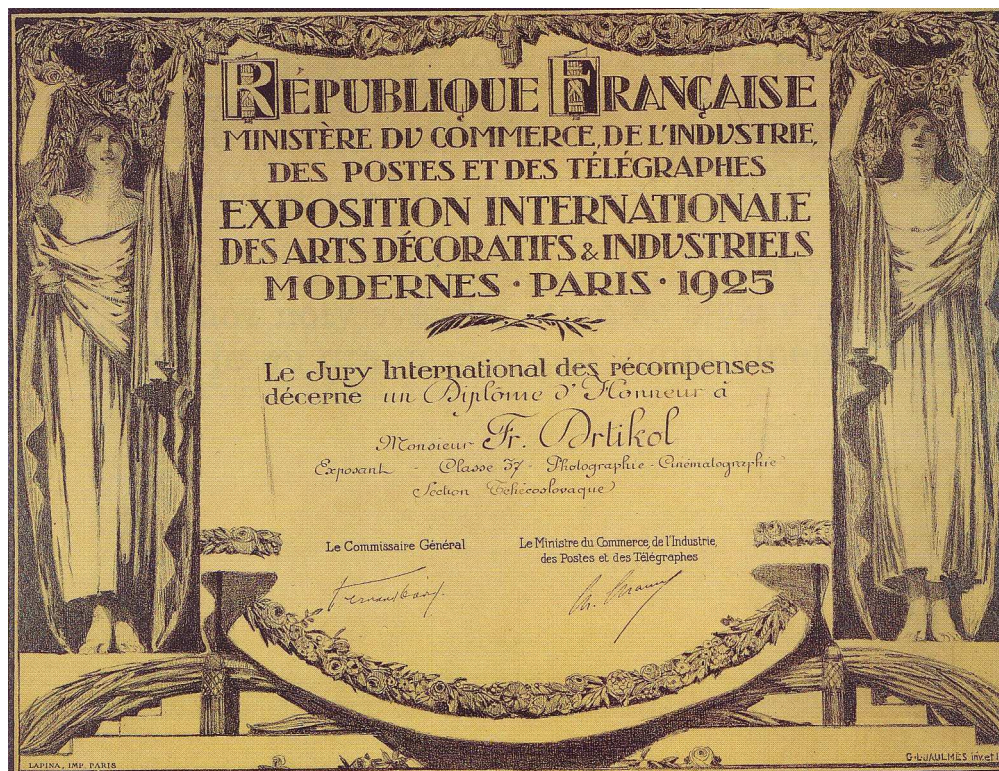 RÉPUBLIQUE FRANÇAISE
MINISTÈRE DU COMMERCE, DE L'INDUSTRIE,
DES POSTES ET DES TÉLÉGRAPHES
EXPOSITION INTERNATIONALE
DES ARTS DÉCORATIFS & INDUSTRIELS
MODERNES · PARIS · 1925
Le Jury International des récompenses
décerne un Diplôme d'Honneur à
Monsieur Fr. Drtikol
Exposant - Classe 37 - Photographie - Cinématographie
(Section Tchécoslovaque)
Le Commissaire Général
Le Ministre du Commerce, de l'Industrie,
des Postes et des Télégraphes
LAPINA, IMP. PARIS
G-L-JAULMES inv. et